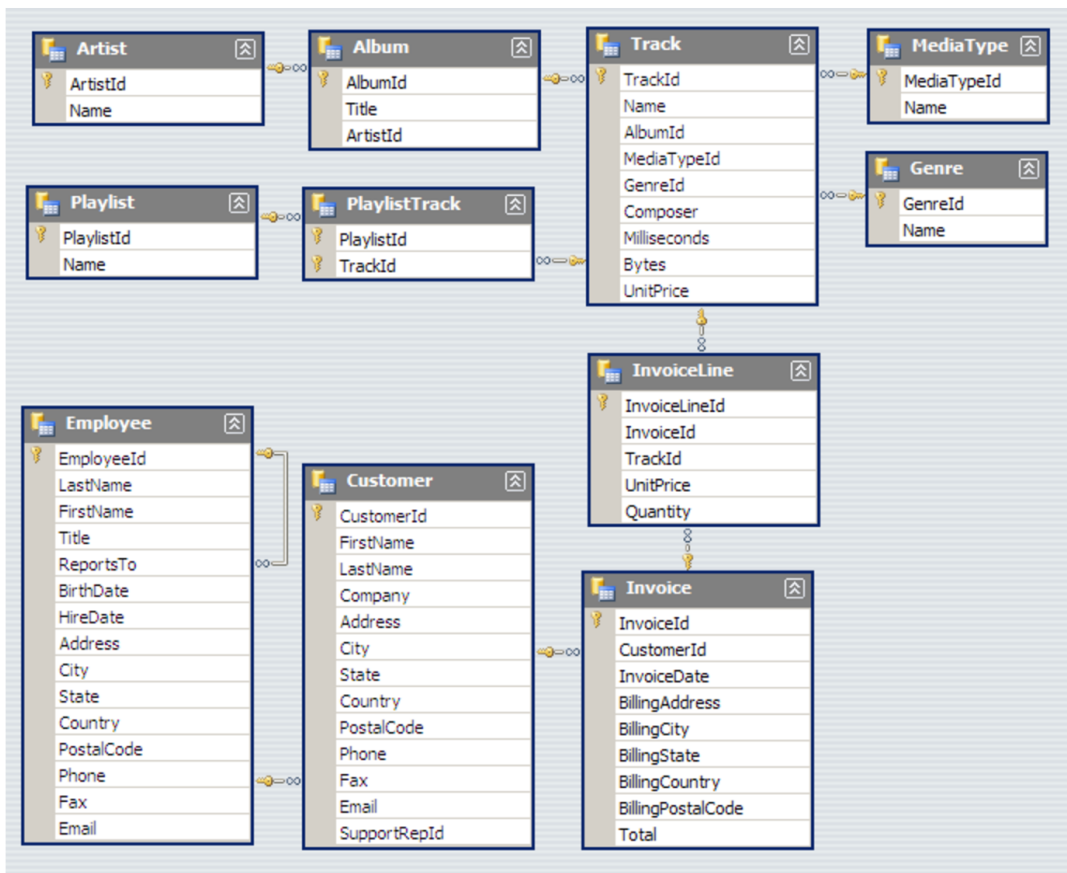 Artist
ArtistId
Name
Album
AlbumId
Title
ArtistId
Track
TrackId
Name
AlbumId
MediaTypeId
GenreId
Composer
Milliseconds
Bytes
UnitPrice
MediaType
MediaTypeId
Name
Genre
GenreId
Name
Playlist
PlaylistId
Name
PlaylistTrack
PlaylistId
TrackId
InvoiceLine
InvoiceLineId
InvoiceId
TrackId
UnitPrice
Quantity
Employee
EmployeeId
LastName
FirstName
Title
ReportsTo
BirthDate
HireDate
Address
City
State
Country
PostalCode
Phone
Fax
Email
Customer
CustomerId
FirstName
LastName
Company
Address
City
State
Country
PostalCode
Phone
Fax
Email
SupportRepId
Invoice
InvoiceId
CustomerId
InvoiceDate
BillingAddress
BillingCity
BillingState
BillingCountry
BillingPostalCode
Total